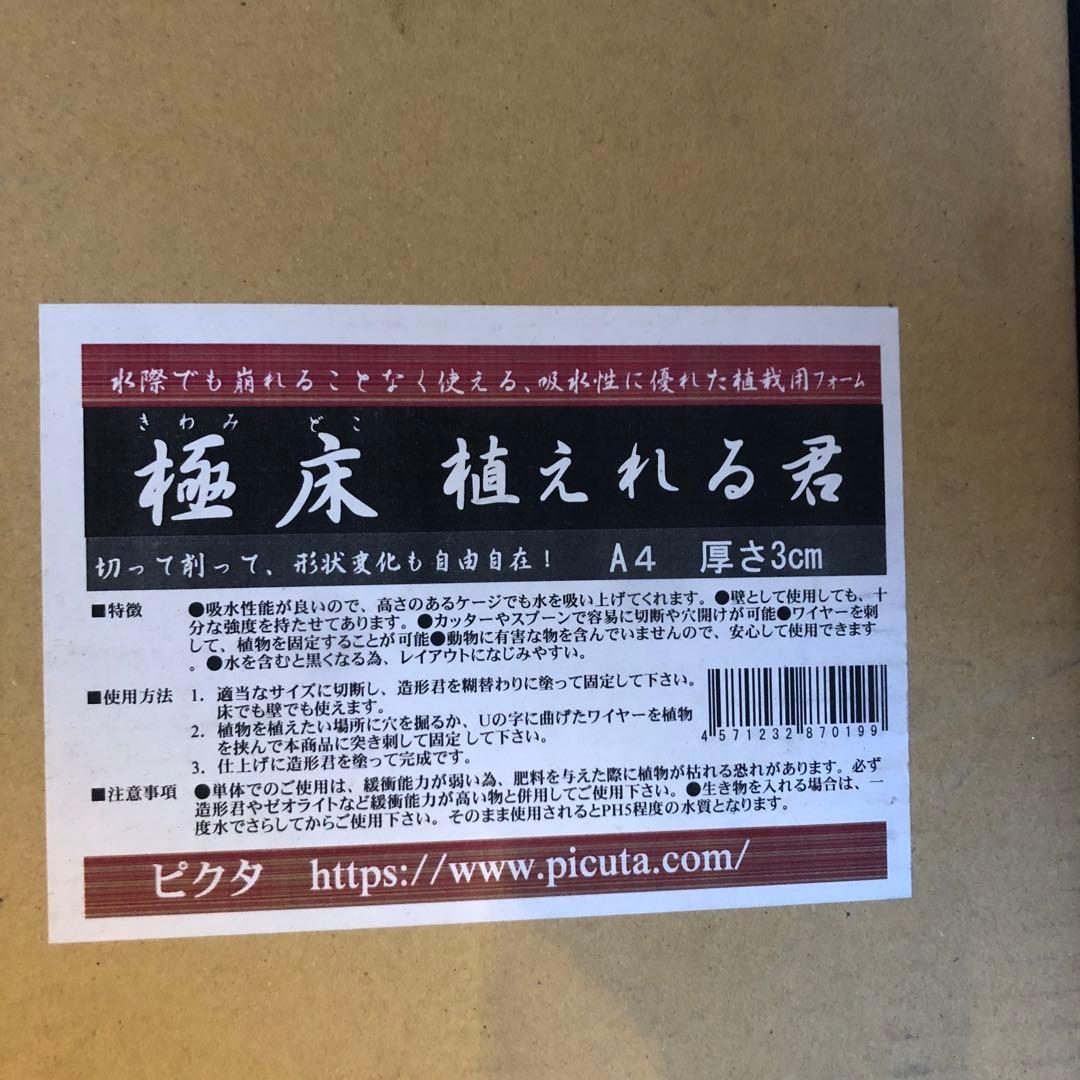 水際でも崩れることなく使える、吸水性に優れた植栽用フォーム
きわみ どこ
極床 植えれる君
切って削って、形状変化も自由自在! A4 厚さ3cm
■特徴 ●吸水性能が良いので、高さのあるケージでも水を吸い上げてくれます。●壁として使用しても、十
分な強度を持たせてあります。●カッターやスプーンで容易に切断や穴開けが可能●ワイヤーを刺
して、植物を固定することが可能●動物に有害な物を含んでいませんので、安心して使用できます
。●水を含むと黒くなる為、レイアウトになじみやすい。
■使用方法 1. 適当なサイズに切断し、造形君を糊替わりに塗って固定して下さい。
床でも壁でも使えます。
2. 植物を植えたい場所に穴を掘るか、Uの字に曲げたワイヤーを植物
を挟んで本商品に突き刺して固定して下さい。
3. 仕上げに造形君を塗って完成です。
4571232870199
■注意事項 ●単体でのご使用は、緩衝能力が弱い為、肥料を与えた際に植物が枯れる恐れがあります。必ず
造形君やゼオライトなど緩衝能力が高い物と併用してご使用下さい。●生き物を入れる場合は、一
度水でさらしてからご使用下さい。そのまま使用されるとPH5程度の水質となります。
ピクタ https://www.picuta.com/